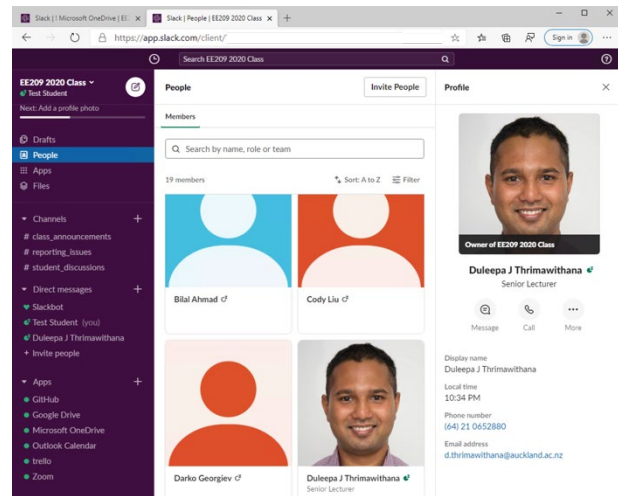 Slack | ! Microsoft OneDrive | EE
Slack | People | EE209 2020 Class
https://app.slack.com/client/
Sign in
Search EE209 2020 Class
EE209 2020 Class
Test Student
Next: Add a profile photo
Drafts
People
Apps
Files
Channels
# class_announcements
# reporting_issues
# student_discussions
Direct messages
Slackbot
Test Student (you)
Duleepa J Thrimawithana
+ Invite people
Apps
GitHub
Google Drive
Microsoft OneDrive
Outlook Calendar
trello
Zoom
People
Invite People
Members
Search by name, role or team
19 members
Sort: A to Z
Filter
Bilal Ahmad
Cody Liu
Darko Georgiev
Duleepa J Thrimawithana
Senior Lecturer
Profile
Owner of EE209 2020 Class
Duleepa J Thrimawithana
Senior Lecturer
Message
Call
More
Display name
Duleepa J Thrimawithana
Local time
10:34 PM
Phone number
(64) 21 0652880
Email address
d.thrimawithana@auckland.ac.nz